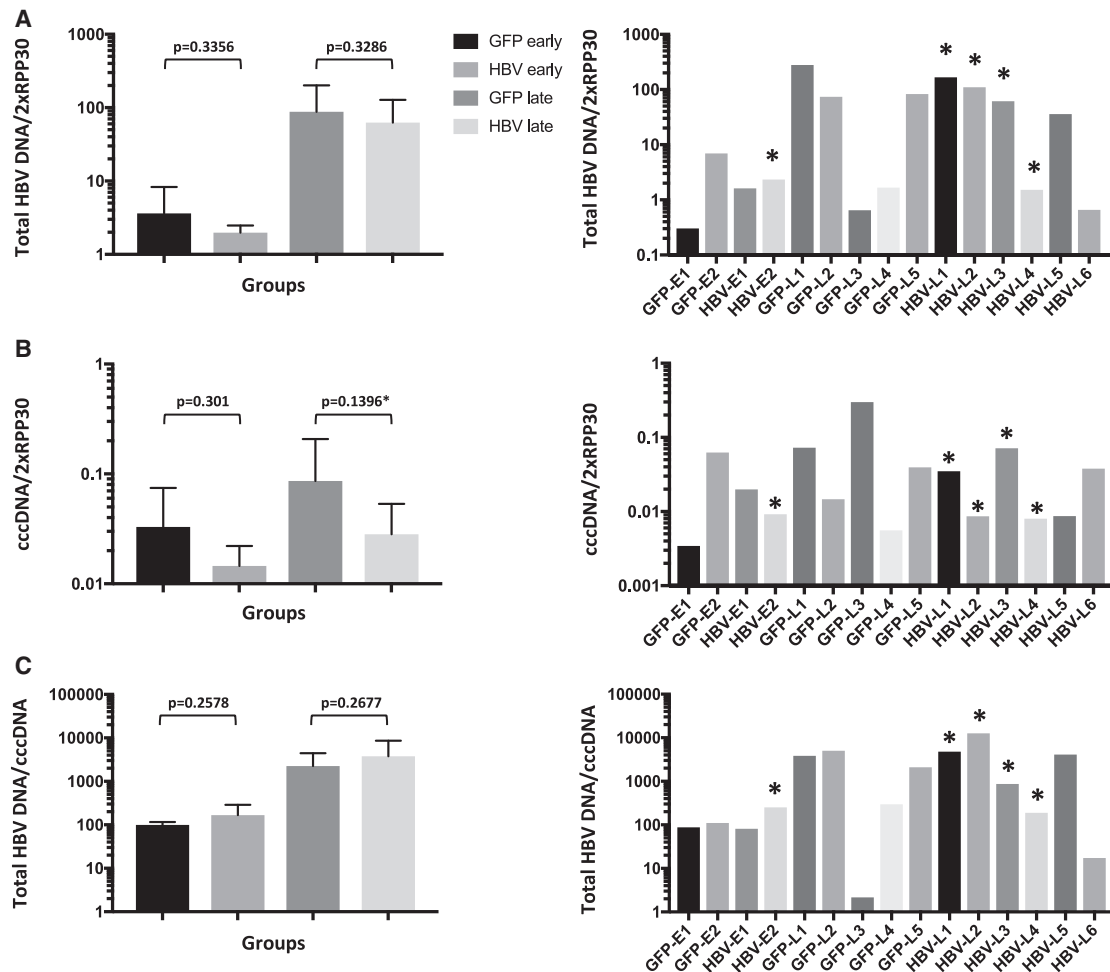 A
Total HBV DNA/2xRPP30
1000
100
10
1
p=0.3356
p=0.3286
Groups
GFP early
HBV early
GFP late
HBV late
Total HBV DNA/2xRPP30
1000
100
10
1
0.1
*
*
*
*
*
GFP-E1
GFP-E2
HBV-E1
HBV-E2
GFP-L1
GFP-L2
GFP-L3
GFP-L4
GFP-L5
HBV-L1
HBV-L2
HBV-L3
HBV-L4
HBV-L5
HBV-L6
B
cccDNA/2xRPP30
1
0.1
0.01
p=0.301
p=0.1396*
Groups
cccDNA/2xRPP30
1
0.1
0.01
0.001
*
*
*
*
*
GFP-E1
GFP-E2
HBV-E1
HBV-E2
GFP-L1
GFP-L2
GFP-L3
GFP-L4
GFP-L5
HBV-L1
HBV-L2
HBV-L3
HBV-L4
HBV-L5
HBV-L6
C
Total HBV DNA/cccDNA
100000
10000
1000
100
10
1
p=0.2578
p=0.2677
Groups
Total HBV DNA/cccDNA
100000
10000
1000
100
10
1
*
*
*
*
*
GFP-E1
GFP-E2
HBV-E1
HBV-E2
GFP-L1
GFP-L2
GFP-L3
GFP-L4
GFP-L5
HBV-L1
HBV-L2
HBV-L3
HBV-L4
HBV-L5
HBV-L6